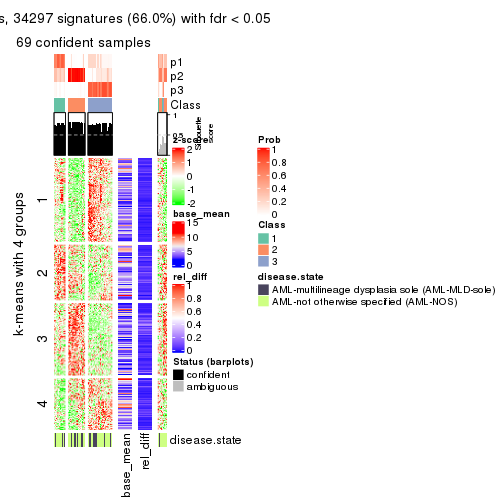 s, 34297 signatures (66.0%) with fdr < 0.05
69 confident samples
p1
p2
p3
Class
1
0.5
Silhouette
score
k-means with 4 groups
1
2
3
4
z-score
2
1
0
-1
-2
base_mean
15
10
5
0
rel_diff
1
0.8
0.6
0.4
0.2
0
Status (barplots)
confident
ambiguous
Prob
1
0.8
0.6
0.4
0.2
0
Class
1
2
3
disease.state
AML-multilineage dysplasia sole (AML-MLD-sole)
AML-not otherwise specified (AML-NOS)
disease.state
base_mean
rel_diff